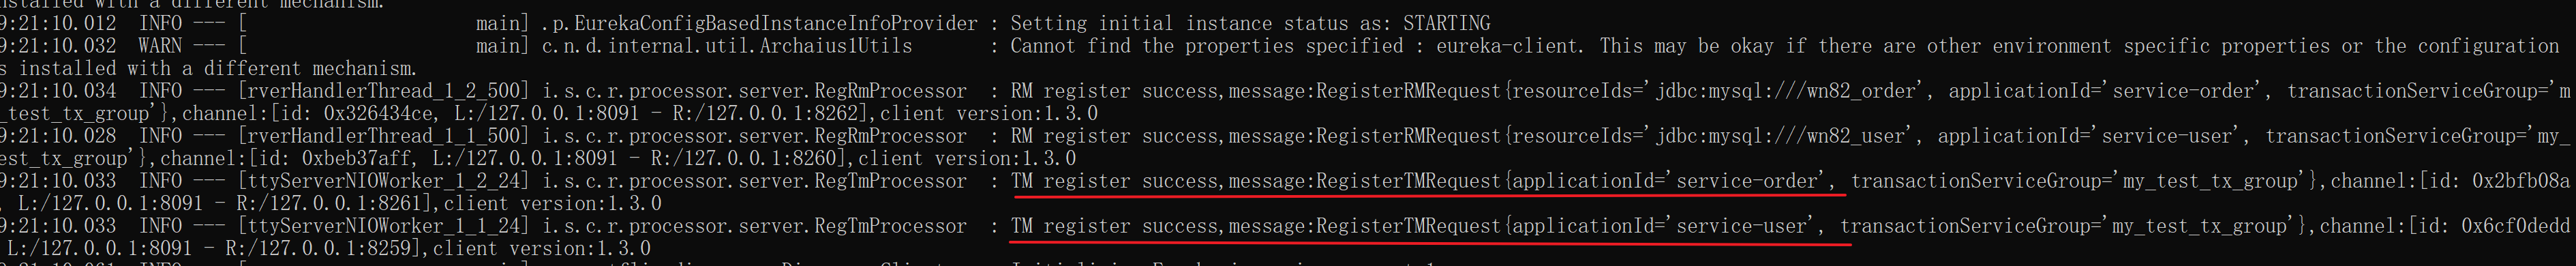 nstalled with a different mechanism.
9:21:10.012  INFO --- [                     main] .p.EurekaConfigBasedInstanceInfoProvider : Setting initial instance status as: STARTING
9:21:10.032  WARN --- [                     main] c.n.d.internal.util.Archaius1Utils       : Cannot find the properties specified : eureka-client. This may be okay if there are other environment specific properties or the configuration
s installed with a different mechanism.
9:21:10.034  INFO --- [rverHandlerThread_1_2_500] i.s.c.r.processor.server.RegRmProcessor  : RM register success,message:RegisterRMRequest{resourceIds='jdbc:mysql:///wn82_order', applicationId='service-order', transactionServiceGroup='m
_test_tx_group'},channel:[id: 0x326434ce, L:/127.0.0.1:8091 - R:/127.0.0.1:8262],client version:1.3.0
9:21:10.028  INFO --- [rverHandlerThread_1_1_500] i.s.c.r.processor.server.RegRmProcessor  : RM register success,message:RegisterRMRequest{resourceIds='jdbc:mysql:///wn82_user', applicationId='service-user', transactionServiceGroup='my_
est_tx_group'},channel:[id: 0xbeb37aff, L:/127.0.0.1:8091 - R:/127.0.0.1:8260],client version:1.3.0
9:21:10.033  INFO --- [ttyServerNIOWorker_1_2_24] i.s.c.r.processor.server.RegTmProcessor  : TM register success,message:RegisterTMRequest{applicationId='service-order', transactionServiceGroup='my_test_tx_group'},channel:[id: 0x2bfb08a
, L:/127.0.0.1:8091 - R:/127.0.0.1:8261],client version:1.3.0
9:21:10.033  INFO --- [ttyServerNIOWorker_1_1_24] i.s.c.r.processor.server.RegTmProcessor  : TM register success,message:RegisterTMRequest{applicationId='service-user', transactionServiceGroup='my_test_tx_group'},channel:[id: 0x6cf0dedd
 L:/127.0.0.1:8091 - R:/127.0.0.1:8259],client version:1.3.0